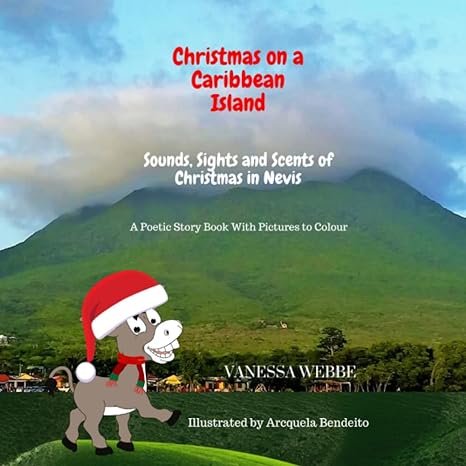 Christmas on a
Caribbean
Island
Sounds, Sights and Scents of
Christmas in Nevis
A Poetic Story Book With Pictures to Colour
VANESSA WEBBE
Illustrated by Arcquela Bendeito